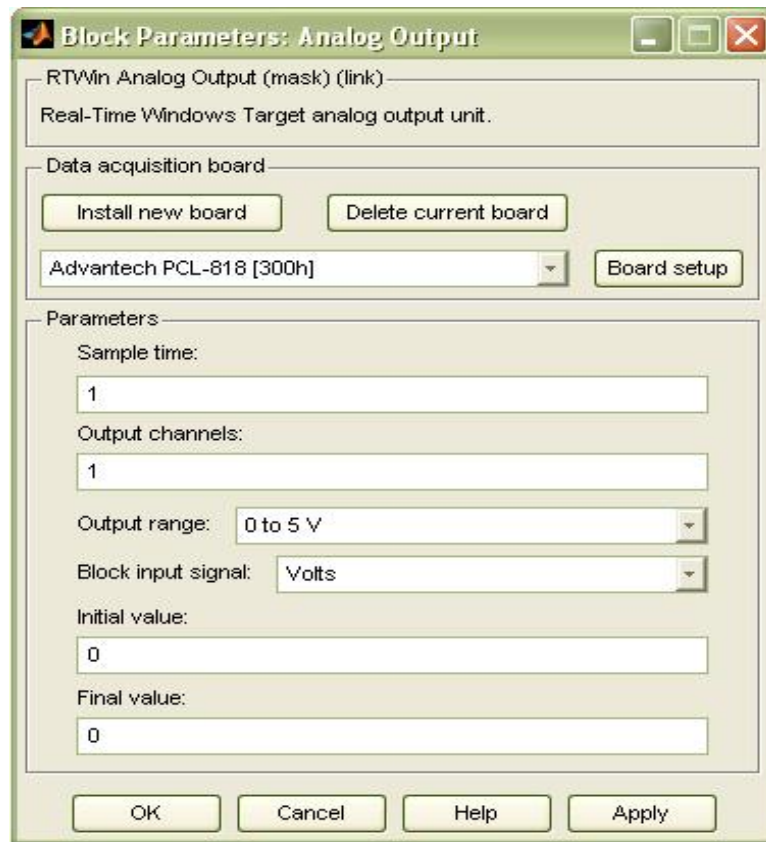 Block Parameters: Analog Output
RTWin Analog Output (mask) (link)
Real-Time Windows Target analog output unit.
Data acquisition board
Install new board
Delete current board
Advantech PCL-818 [300h]
Board setup
Parameters
Sample time:
1
Output channels:
1
Output range: 0 to 5 V
Block input signal: Volts
Initial value:
0
Final value:
0
OK Cancel Help Apply